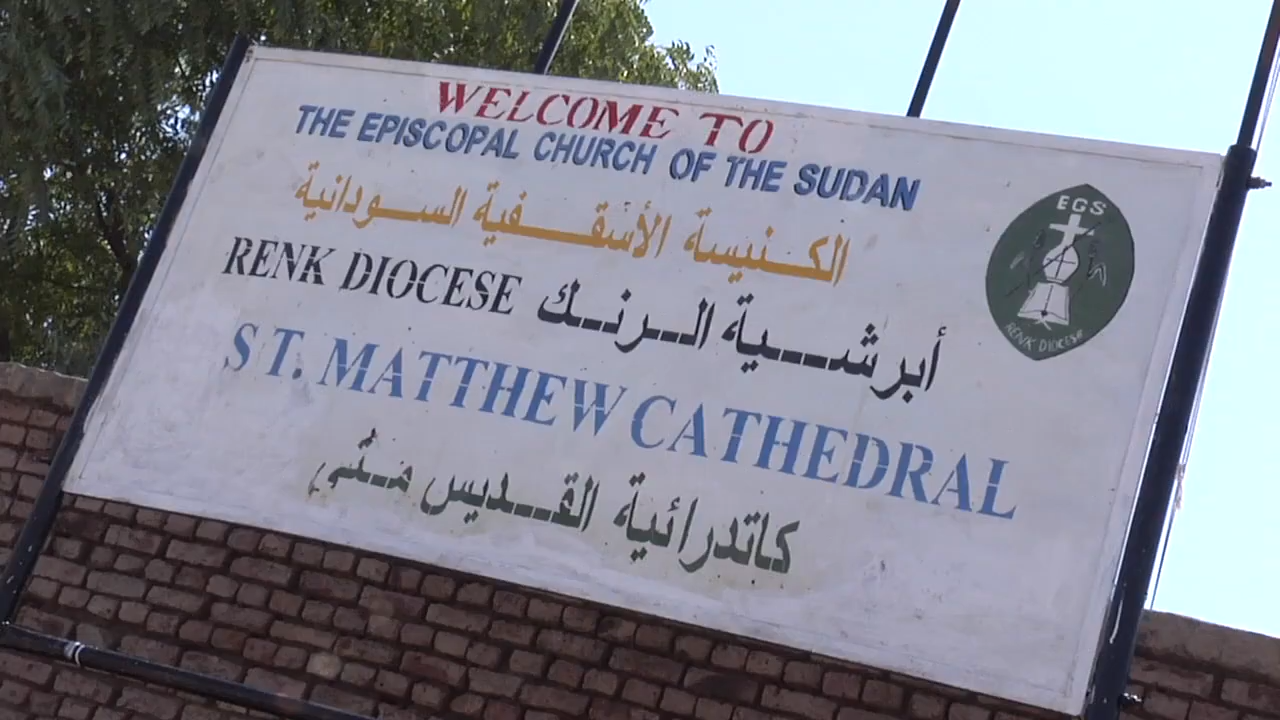 WELCOME TO
THE EPISCOPAL CHURCH OF THE SUDAN
الكنيسة الأسقفية السودانية
RENK DIOCESE أبرشية الرنك
ST. MATTHEW CATHEDRAL
كاتدرائية القديس متى
ECS
RENK DIOCESE